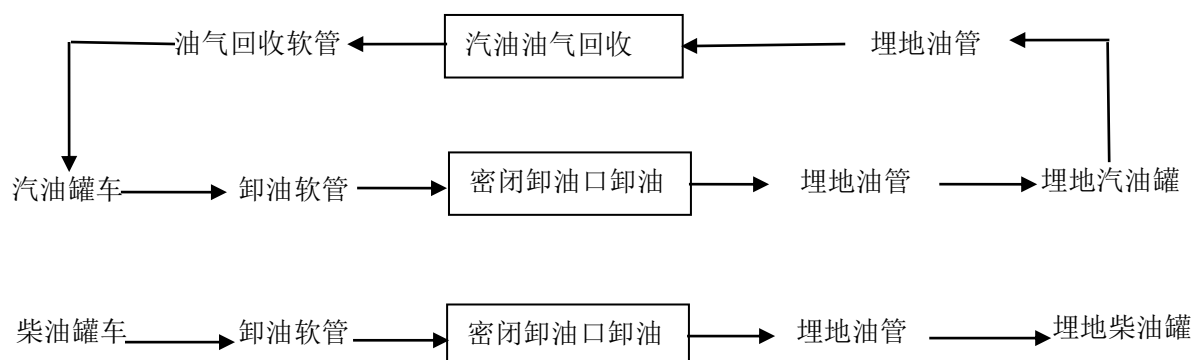 油气回收软管 汽油油气回收 埋地油管
汽油罐车 卸油软管 密闭卸油口卸油 埋地油管 埋地汽油罐
柴油罐车 卸油软管 密闭卸油口卸油 埋地油管 埋地柴油罐